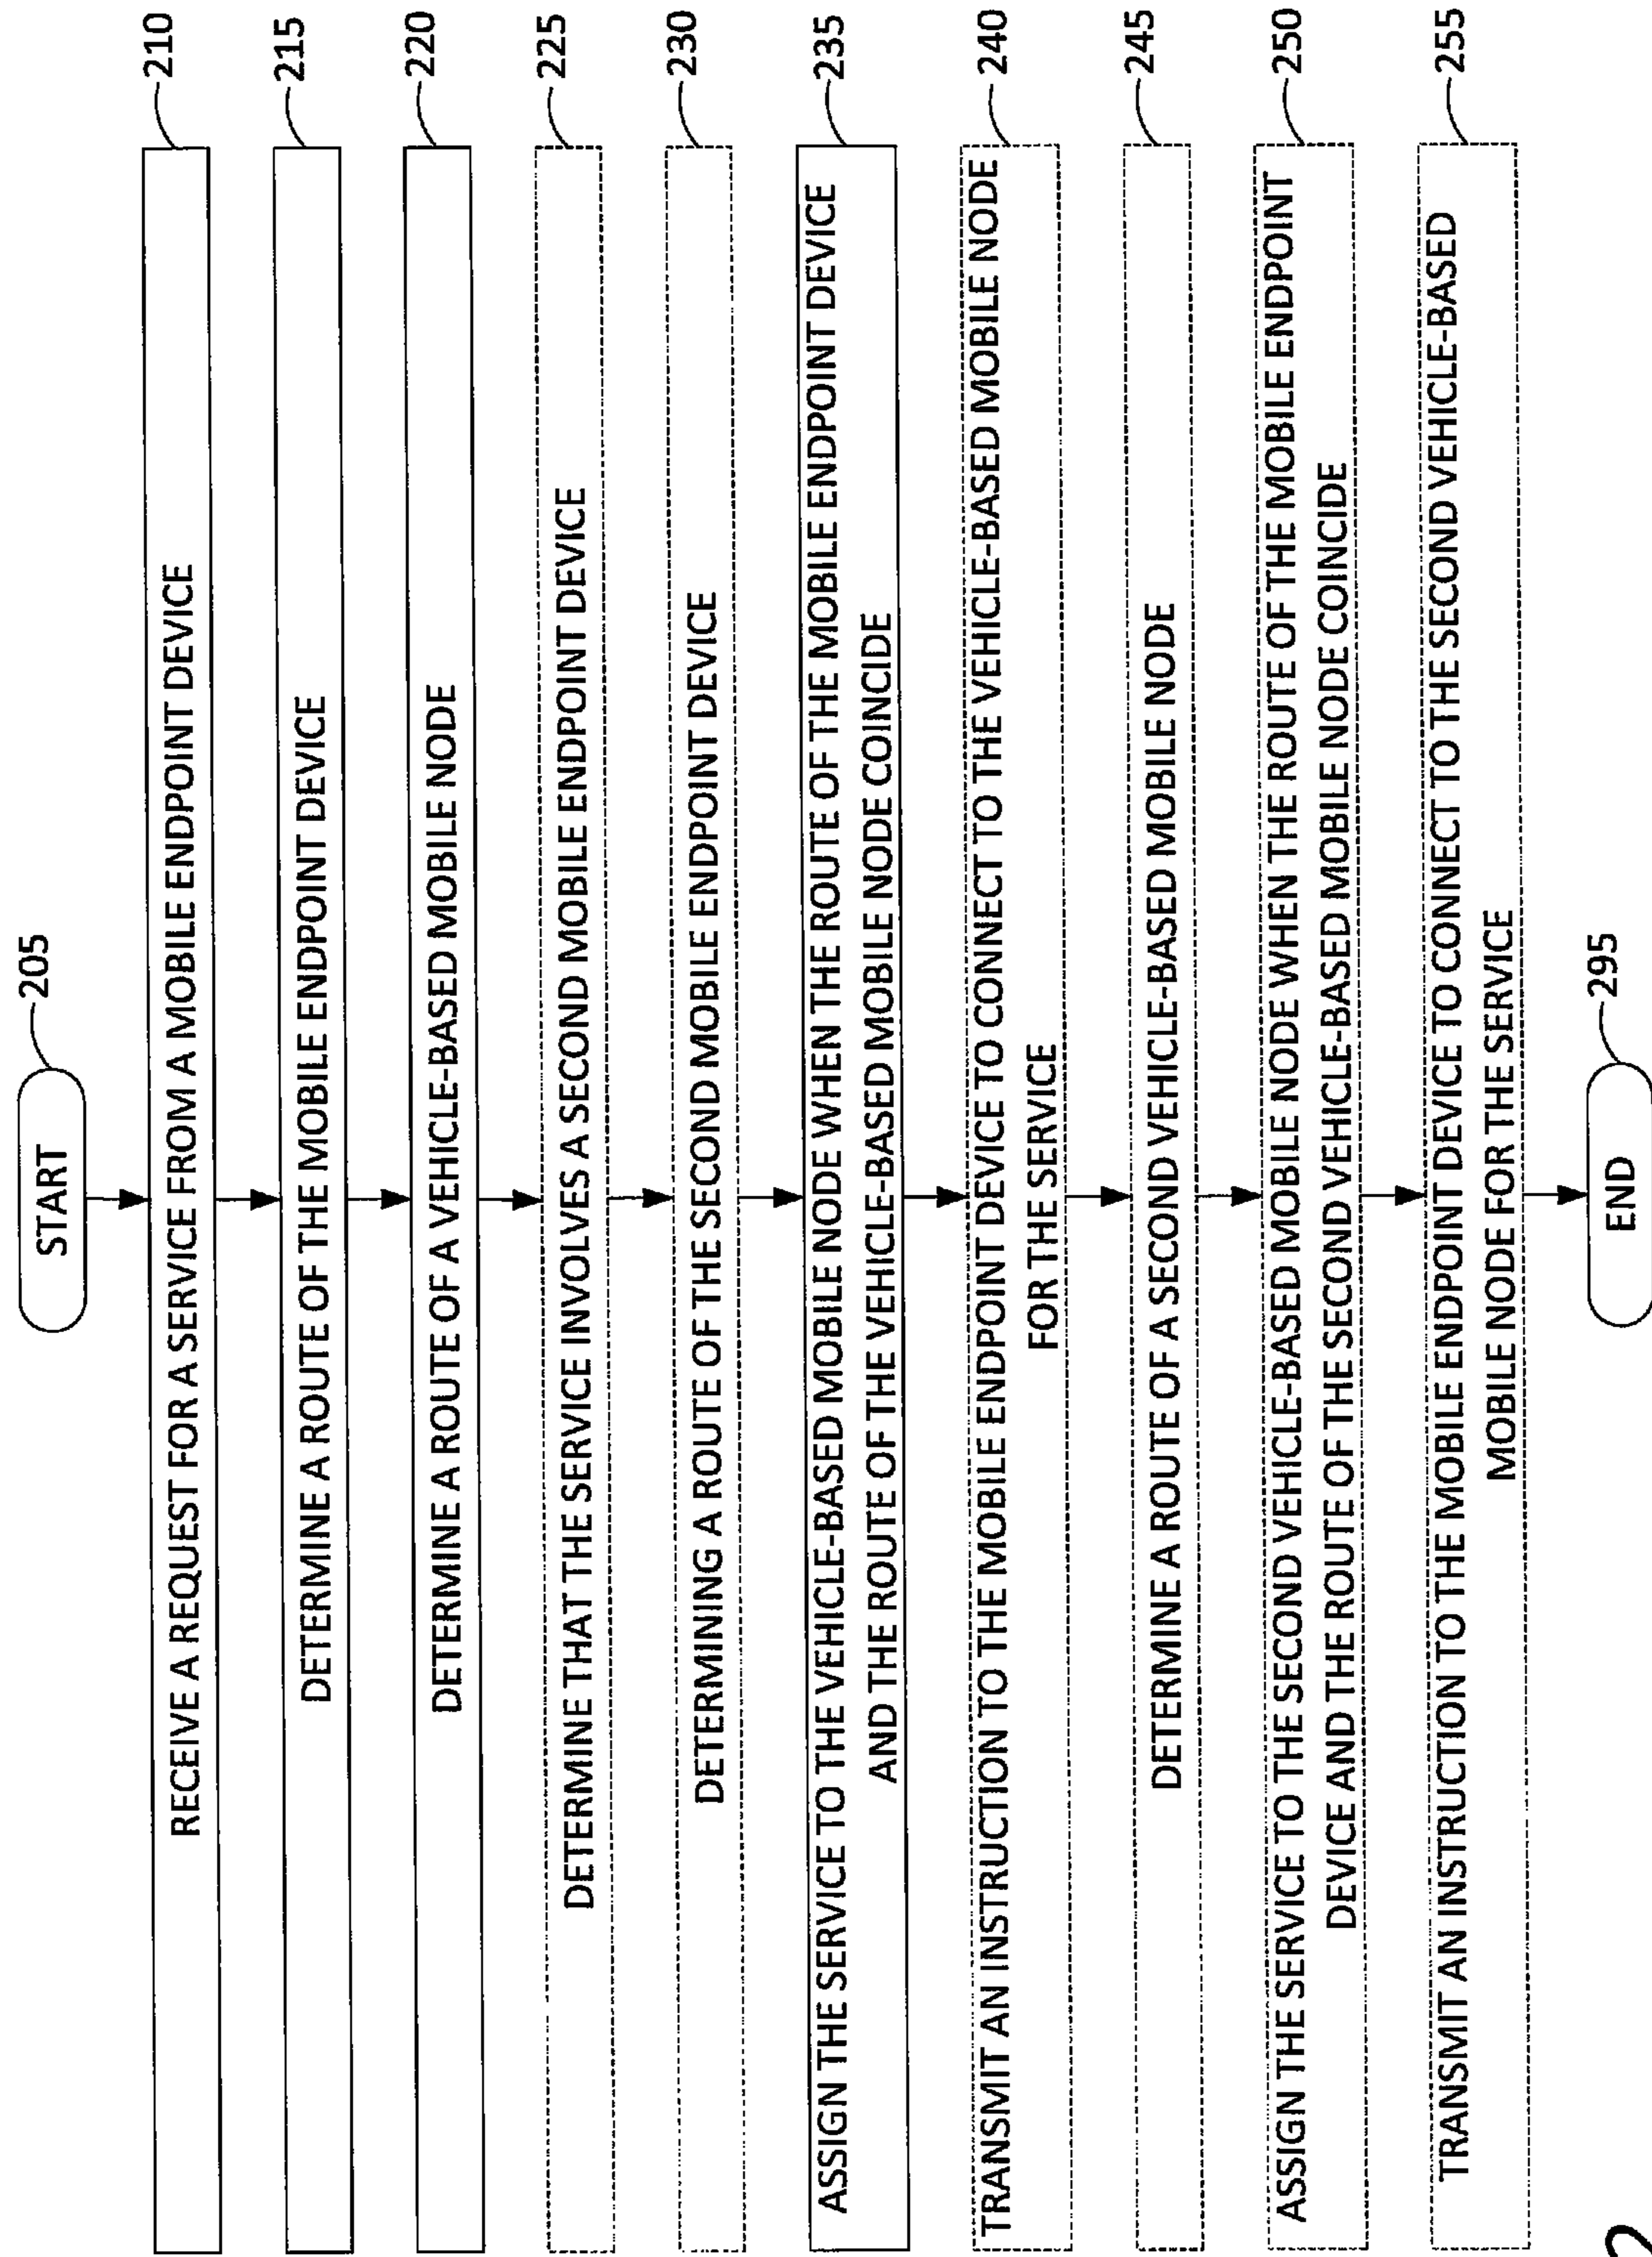 START
205
RECEIVE A REQUEST FOR A SERVICE FROM A MOBILE ENDPOINT DEVICE
210
DETERMINE A ROUTE OF THE MOBILE ENDPOINT DEVICE
215
DETERMINE A ROUTE OF A VEHICLE-BASED MOBILE NODE
220
DETERMINE THAT THE SERVICE INVOLVES A SECOND MOBILE ENDPOINT DEVICE
225
DETERMINING A ROUTE OF THE SECOND MOBILE ENDPOINT DEVICE
230
ASSIGN THE SERVICE TO THE VEHICLE-BASED MOBILE NODE WHEN THE ROUTE OF THE MOBILE ENDPOINT DEVICE
AND THE ROUTE OF THE VEHICLE-BASED MOBILE NODE COINCIDE
235
TRANSMIT AN INSTRUCTION TO THE MOBILE ENDPOINT DEVICE TO CONNECT TO THE VEHICLE-BASED MOBILE NODE
FOR THE SERVICE
240
DETERMINE A ROUTE OF A SECOND VEHICLE-BASED MOBILE NODE
245
ASSIGN THE SERVICE TO THE SECOND VEHICLE-BASED MOBILE NODE WHEN THE ROUTE OF THE MOBILE ENDPOINT
DEVICE AND THE ROUTE OF THE SECOND VEHICLE-BASED MOBILE NODE COINCIDE
250
TRANSMIT AN INSTRUCTION TO THE MOBILE ENDPOINT DEVICE TO CONNECT TO THE SECOND VEHICLE-BASED
MOBILE NODE FOR THE SERVICE
255
END
295